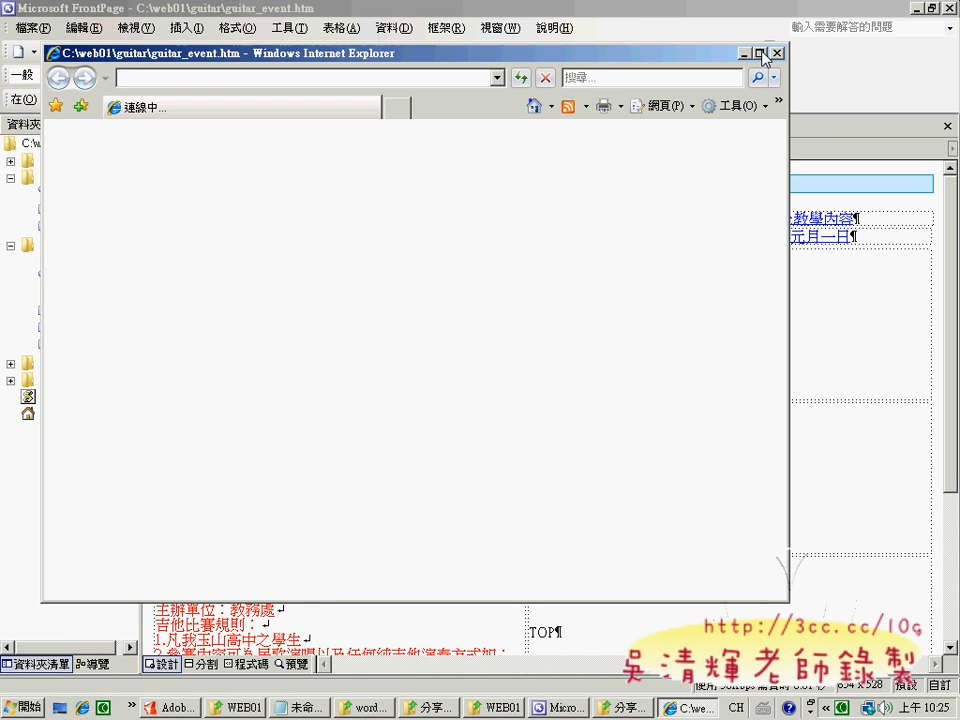 Microsoft FrontPage - C:\web01\guitar\guitar_event.htm
檔案(F) 編輯(E) 檢視(V) 插入(I) 格式(O) 工具(T) 表格(A) 資料(D) 框架(R) 視窗(W) 說明(H) 輸入需要解答的問題
C:\web01\guitar\guitar_event.htm - Windows Internet Explorer
一般
搜尋...
在(O)
連線中...
網頁(P) 工具(O) »
資料夾
C:\w
教學內容
元月一日
主辦單位：教務處
吉他比賽規則：
1.凡我玉山高中之學生
TOP
http://3cc.cc/10g
吳清輝老師錄製
資料夾清單 導覽 設計 分割 程式碼 預覽
854 x 528 預設 自訂
開始 » Adob... WEB01 未命... word... 分享... WEB01 Micro... 分享... C:\we... CH « 上午 10:25